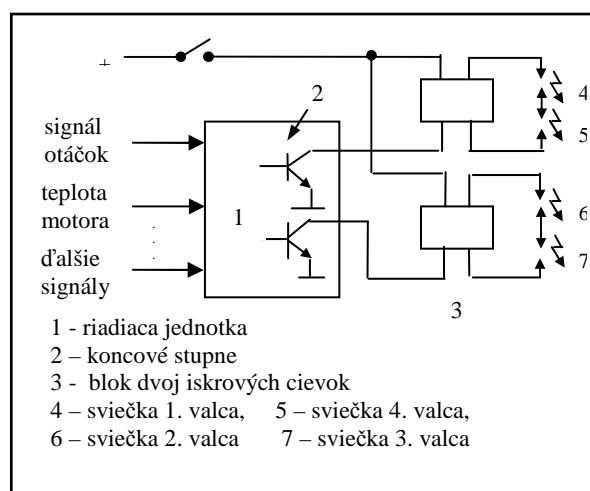 +
2
4
signál
otáčok
5
teplota
motora
1
6
7
ďalšie
signály
3
1 - riadiaca jednotka
2 – koncové stupne
3 -  blok dvoj iskrových cievok
4 – sviečka 1. valca,     5 – sviečka 4. valca,
6 – sviečka 2. valca      7 – sviečka 3. valca